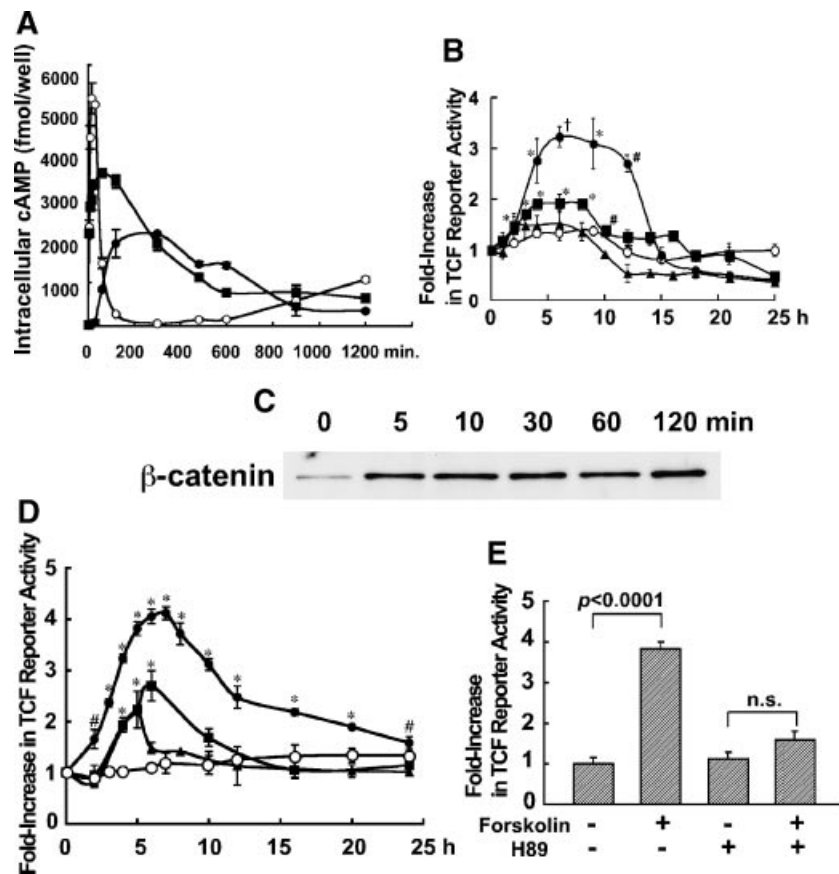 A
Intracellular cAMP (fmol/well)
6000
5000
4000
3000
2000
1000
0 200 400 600 800 1000 1200 min.
B
Fold-Increase
in TCF Reporter Activity
4
3
2
1
0
* † * #
* * * * * * #
0 5 10 15 20 25 h
C
0 5 10 30 60 120 min
β-catenin
D
Fold-Increase in TCF Reporter Activity
5
4
3
2
1
0
# * * * * * * * * * * #
* * *
0 5 10 15 20 25 h
E
Fold-Increase
in TCF Reporter Activity
5
4
3
2
1
0
p<0.0001
n.s.
Forskolin - + - +
H89 - - + +